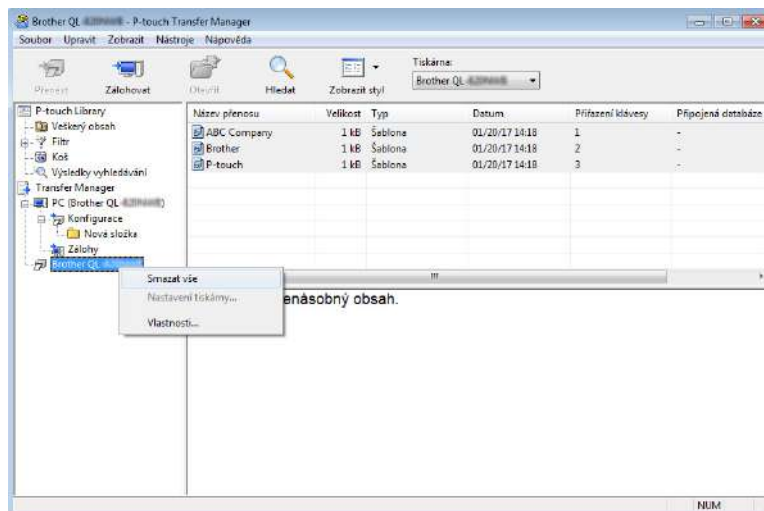 Brother QL - P-touch Transfer Manager
Soubor Upravit Zobrazit Nástroje Nápověda
Přenést Zálohovat Otevřít Hledat Zobrazit styl
Tiskárna:
Brother QL
P-touch Library
Veškerý obsah
Filtr
Koš
Výsledky vyhledávání
Transfer Manager
PC (Brother QL )
Konfigurace
Nová složka
Zálohy
Brother QL
Název přenosu Velikost Typ Datum Přiřazení klávesy Připojená databáze
ABC Company 1 kB Šablona 01/20/17 14:18 1 -
Brother 1 kB Šablona 01/20/17 14:18 2 -
P-touch 1 kB Šablona 01/20/17 14:18 3 -
Smazat vše
Nastavení tiskárny...
Vlastnosti...
enásobný obsah.
NUM